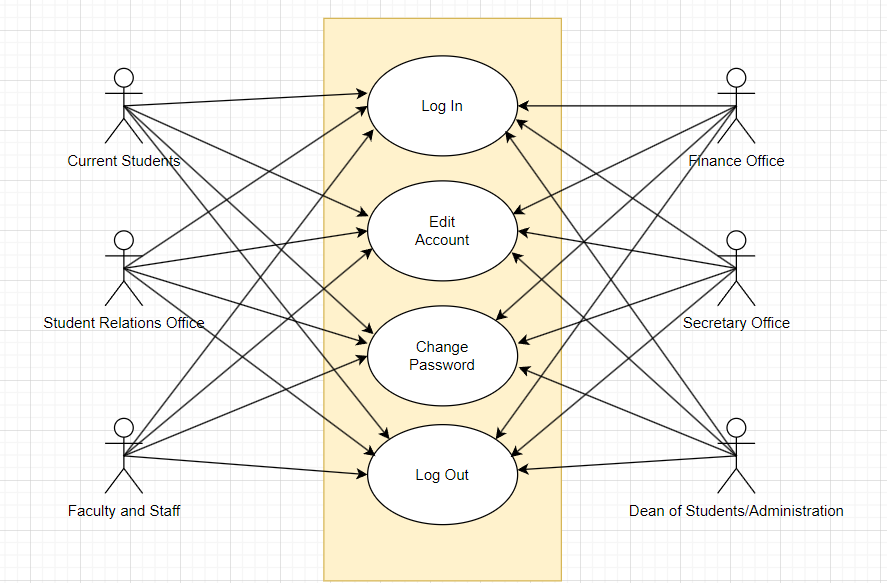 Log In
Current Students
Finance Office
Edit
Account
Student Relations Office
Secretary Office
Change
Password
Log Out
Faculty and Staff
Dean of Students/Administration